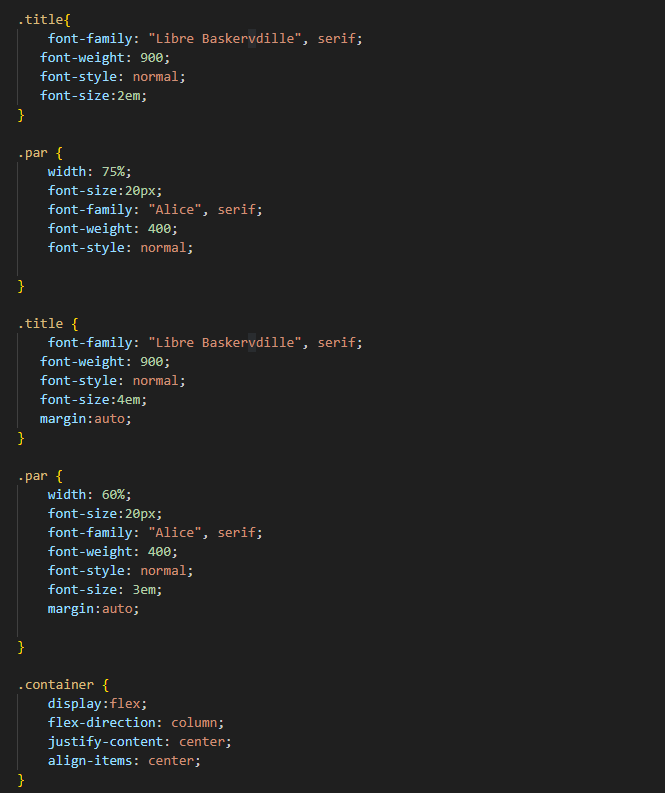 .title{
    font-family: "Libre Baskervdille", serif;
   font-weight: 900;
   font-style: normal;
   font-size:2em;
}

.par {
    width: 75%;
    font-size:20px;
    font-family: "Alice", serif;
    font-weight: 400;
    font-style: normal;

}

.title {
    font-family: "Libre Baskervdille", serif;
   font-weight: 900;
   font-style: normal;
   font-size:4em;
   margin:auto;
}

.par {
    width: 60%;
    font-size:20px;
    font-family: "Alice", serif;
    font-weight: 400;
    font-style: normal;
    font-size: 3em;
    margin:auto;

}

.container {
    display:flex;
    flex-direction: column;
    justify-content: center;
    align-items: center;
}